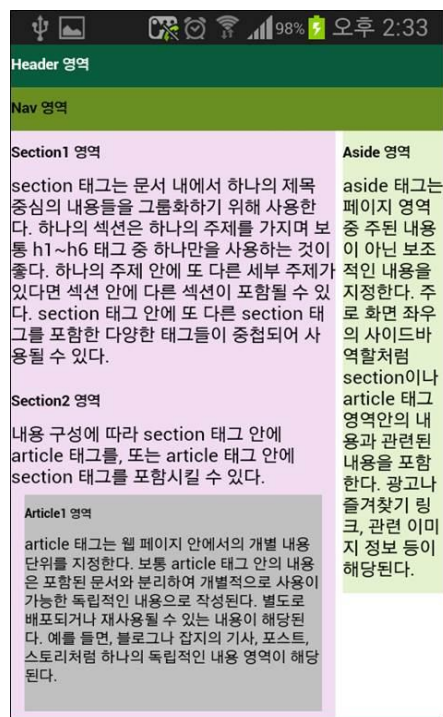 98% 오후 2:33
Header 영역
Nav 영역
Section1 영역
section 태그는 문서 내에서 하나의 제목
중심의 내용들을 그룹화하기 위해 사용한
다. 하나의 섹션은 하나의 주제를 가지며 보
통 h1~h6 태그 중 하나만을 사용하는 것이
좋다. 하나의 주제 안에 또 다른 세부 주제가
있다면 섹션 안에 다른 섹션이 포함될 수 있
다. section 태그 안에 또 다른 section 태
그를 포함한 다양한 태그들이 중첩되어 사
용될 수 있다.
Section2 영역
내용 구성에 따라 section 태그 안에
article 태그를, 또는 article 태그 안에
section 태그를 포함시킬 수 있다.
Article1 영역
article 태그는 웹 페이지 안에서의 개별 내용
단위를 지정한다. 보통 article 태그 안의 내용
은 포함된 문서와 분리하여 개별적으로 사용이
가능한 독립적인 내용으로 작성된다. 별도로
배포되거나 재사용될 수 있는 내용이 해당된
다. 예를 들면, 블로그나 잡지의 기사, 포스트,
스토리처럼 하나의 독립적인 내용 영역이 해당
된다.
Aside 영역
aside 태그는
페이지 영역
중 주된 내용
이 아닌 보조
적인 내용을
지정한다. 주
로 화면 좌우
의 사이드바
역할처럼
section이나
article 태그
영역안의 내
용과 관련된
내용을 포함
한다. 광고나
즐겨찾기 링
크, 관련 이미
지 정보 등이
해당된다.